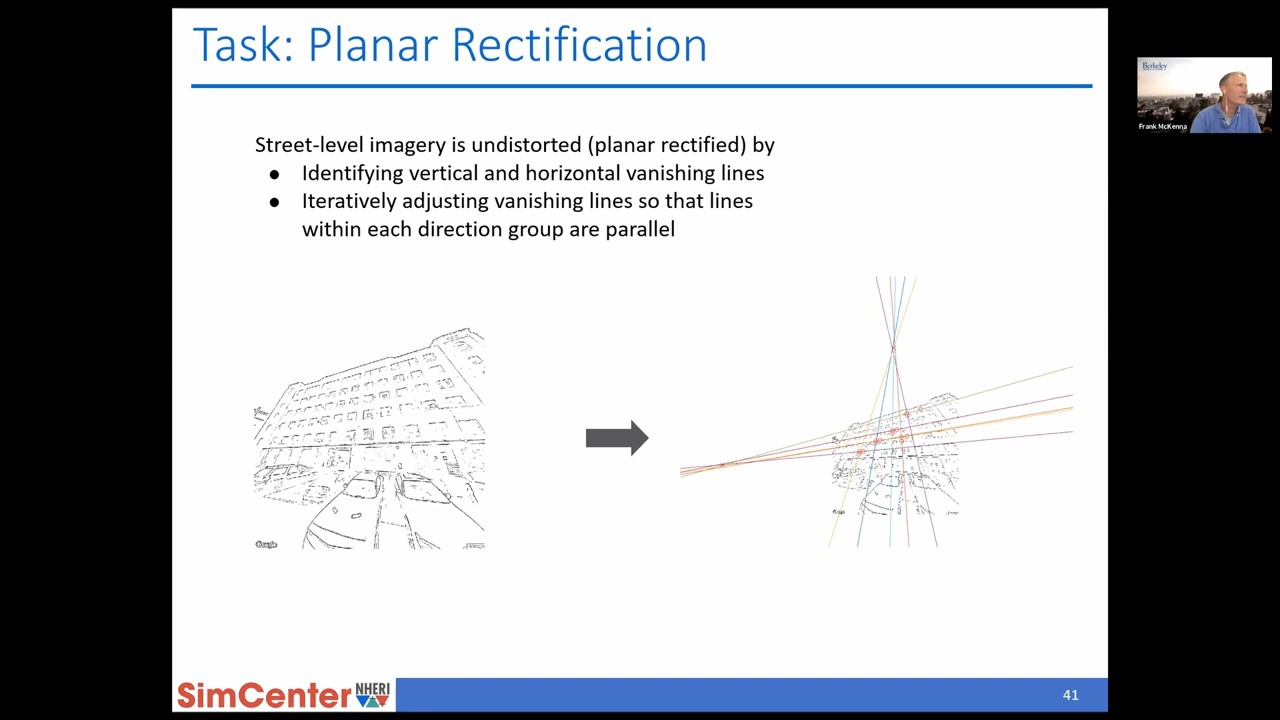 Task: Planar Rectification
Berkeley
Frank McKenna
Street-level imagery is undistorted (planar rectified) by
● Identifying vertical and horizontal vanishing lines
● Iteratively adjusting vanishing lines so that lines
within each direction group are parallel
SimCenter NHERI
41